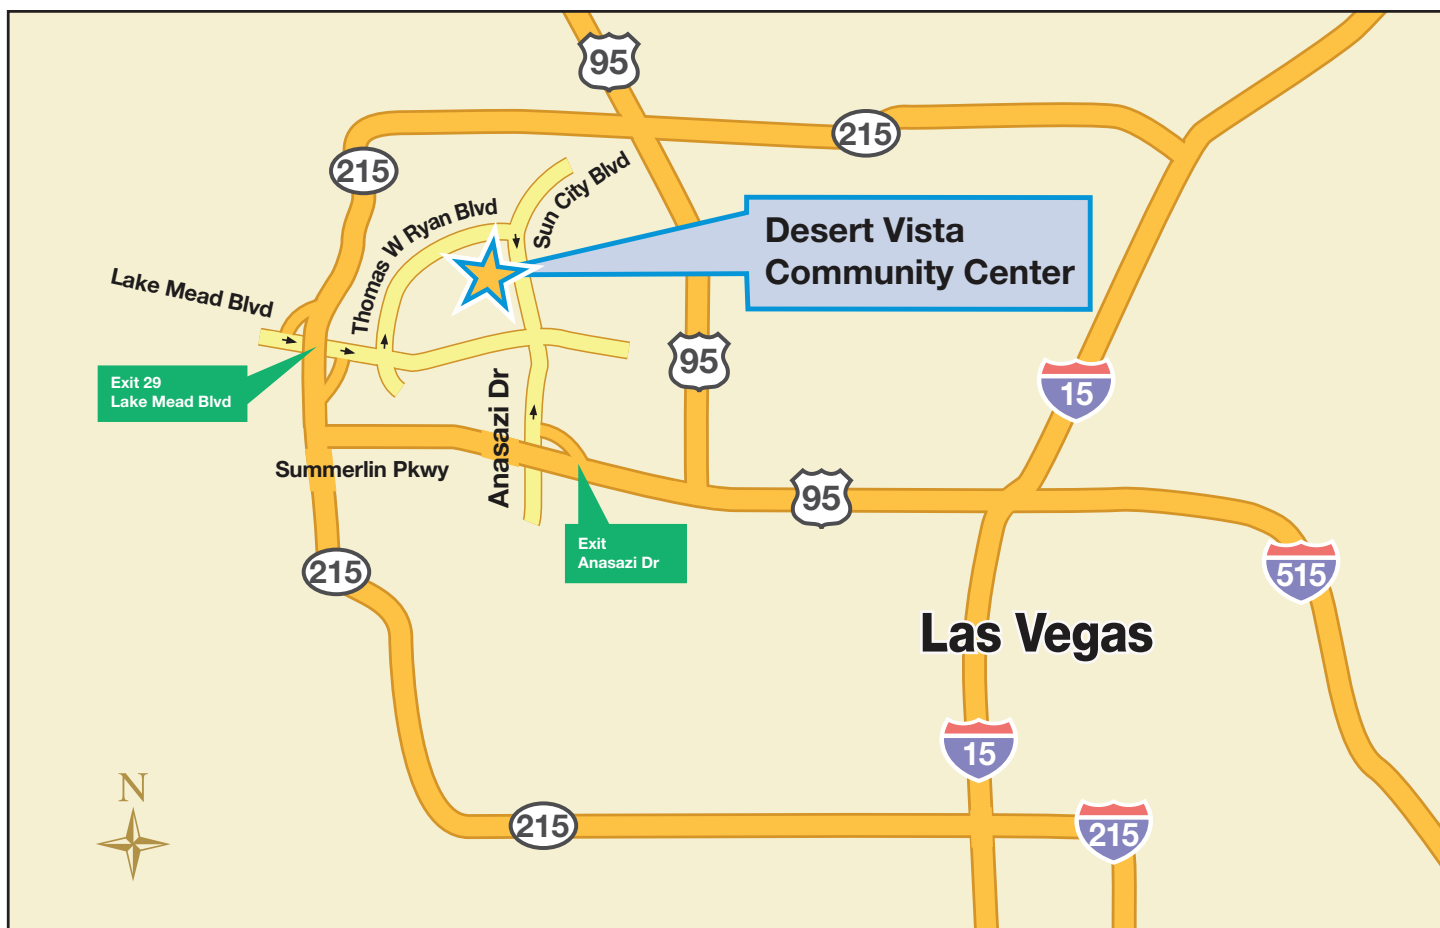 95
215
215
Sun City Blvd
Thomas W Ryan Blvd
Desert Vista
Community Center
Lake Mead Blvd
95
Exit 29
Lake Mead Blvd
15
Anasazi Dr
Summerlin Pkwy
95
Exit
Anasazi Dr
215
515
Las Vegas
15
N
215
215